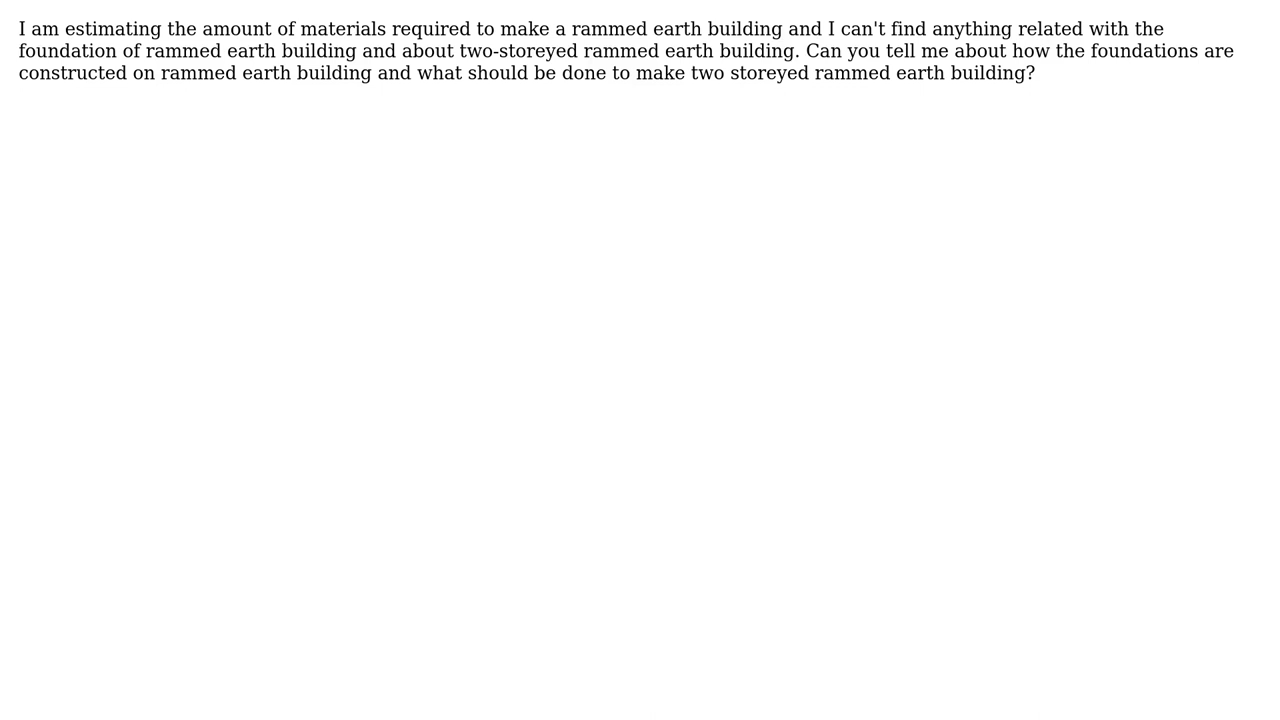 I am estimating the amount of materials required to make a rammed earth building and I can't find anything related with the
foundation of rammed earth building and about two-storeyed rammed earth building. Can you tell me about how the foundations are
constructed on rammed earth building and what should be done to make two storeyed rammed earth building?